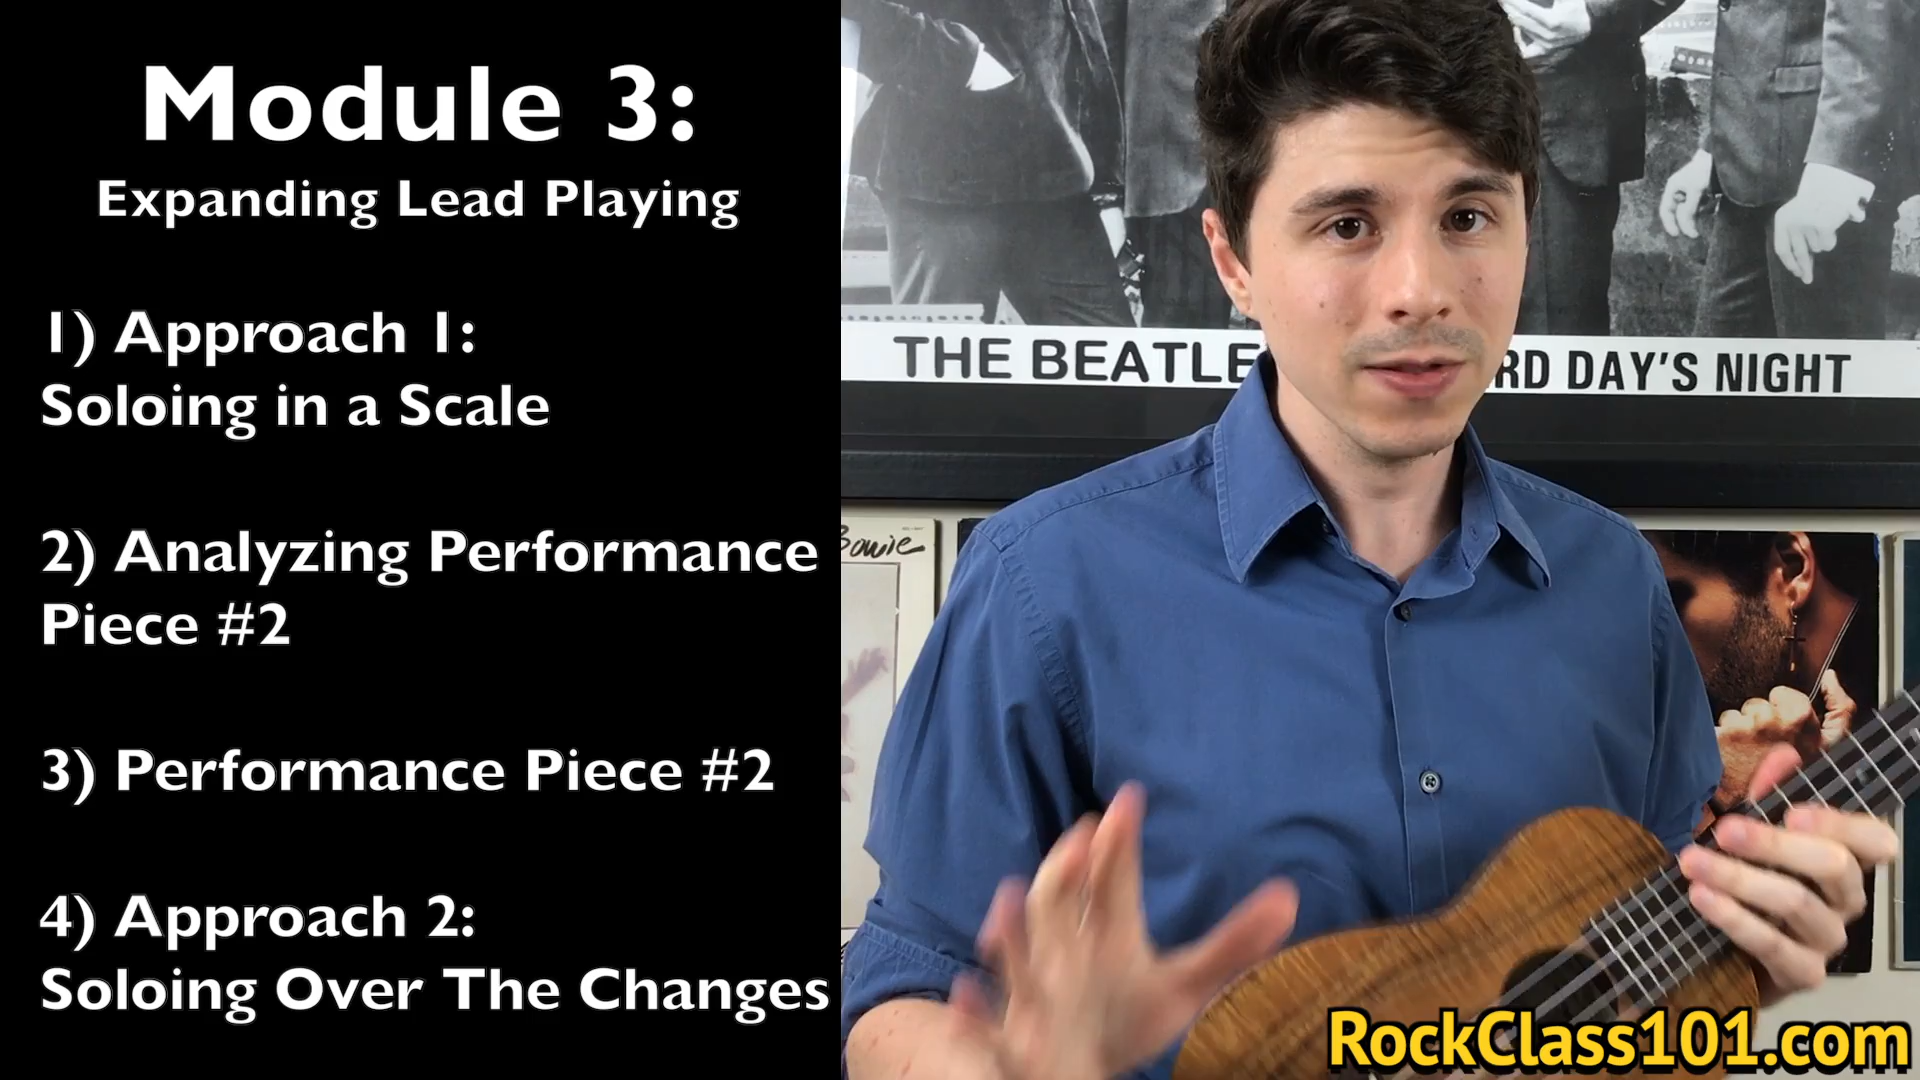 Module 3:
Expanding Lead Playing
1) Approach 1:
Soloing in a Scale
2) Analyzing Performance
Piece #2
3) Performance Piece #2
4) Approach 2:
Soloing Over The Changes
THE BEATLE RD DAY'S NIGHT
Bowie
RockClass101.com